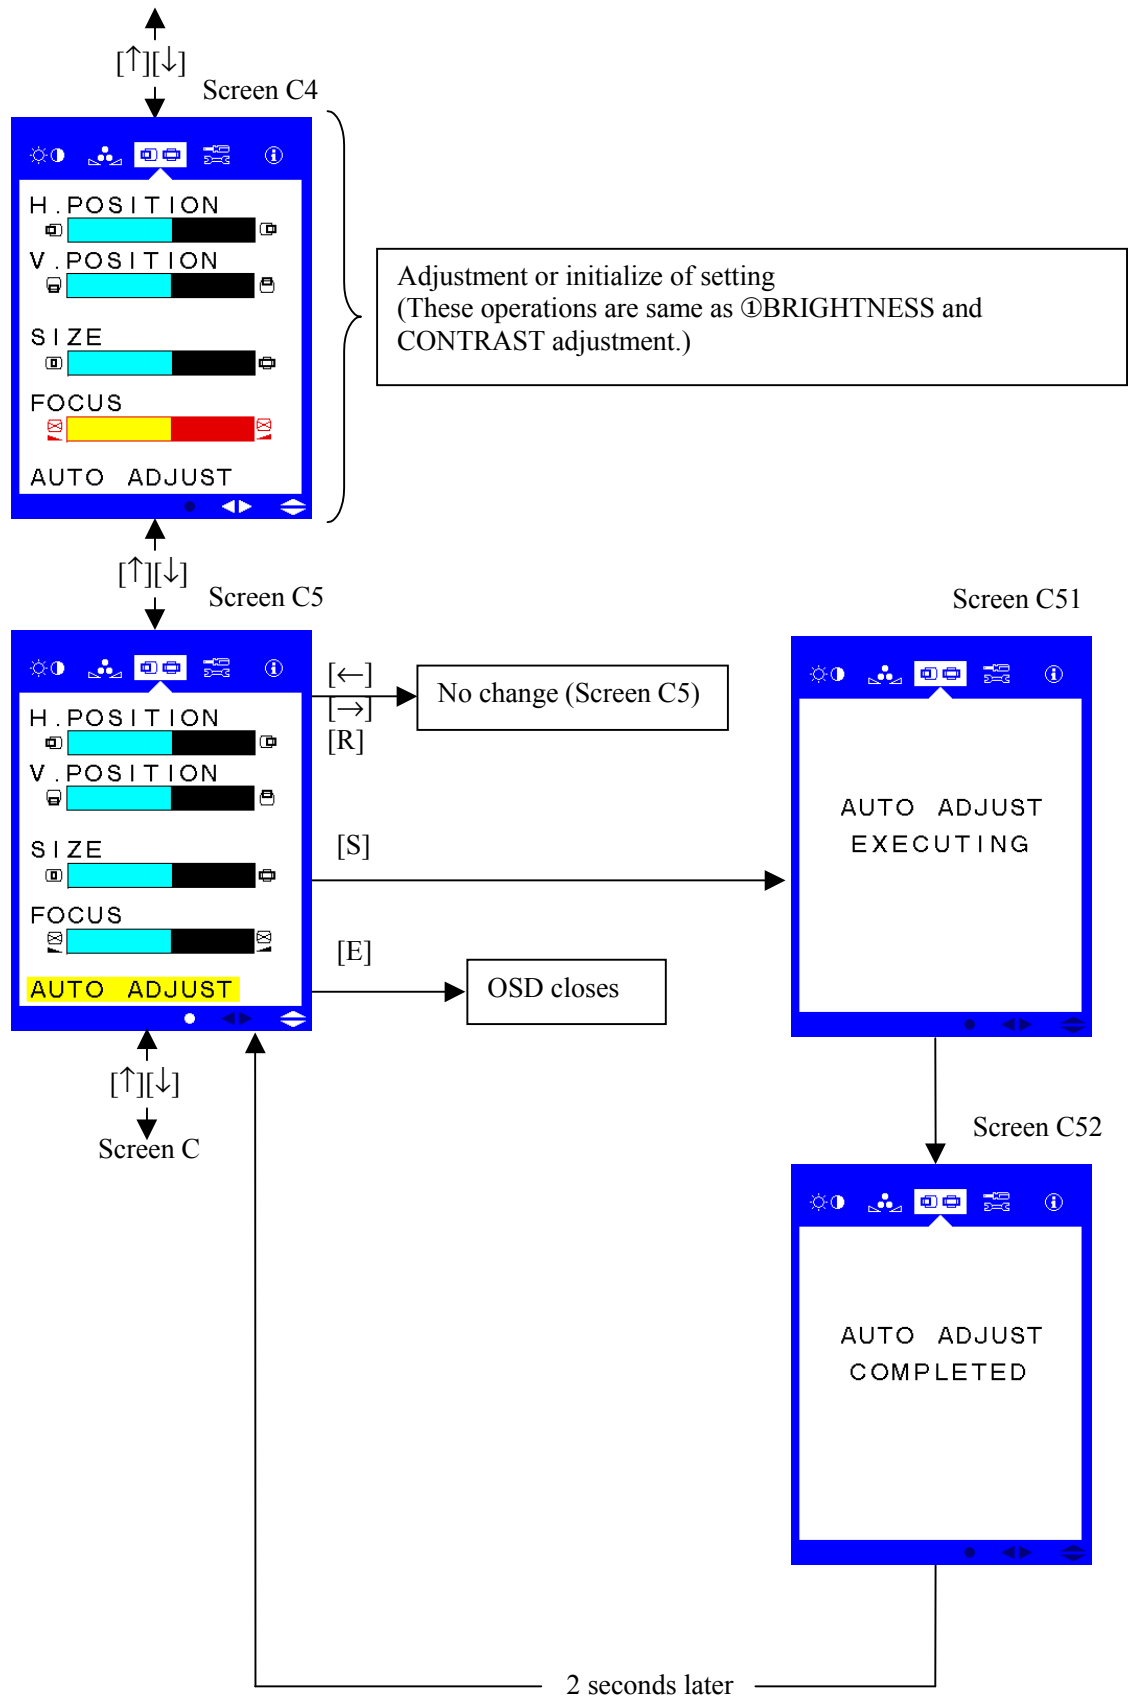 [↑][↓]
Screen C4
H.POSITION
V.POSITION
SIZE
FOCUS
AUTO ADJUST
Adjustment or initialize of setting
(These operations are same as ①BRIGHTNESS and
CONTRAST adjustment.)
[↑][↓]
Screen C5
H.POSITION
V.POSITION
SIZE
FOCUS
AUTO ADJUST
[←]
[→]
[R]
No change (Screen C5)
[S]
[E]
OSD closes
Screen C51
AUTO ADJUST
EXECUTING
[↑][↓]
Screen C
Screen C52
AUTO ADJUST
COMPLETED
2 seconds later